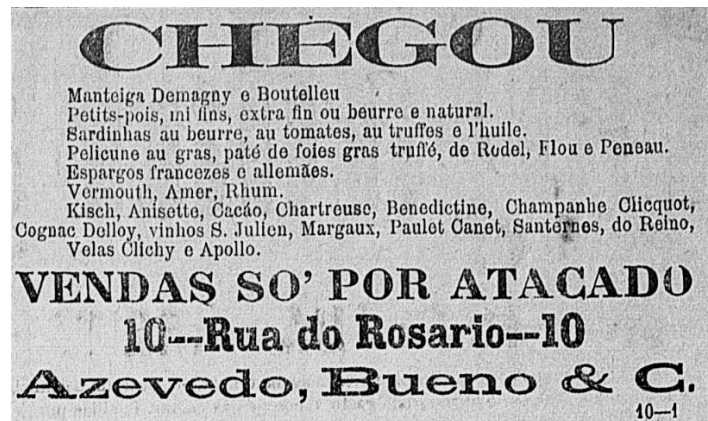 CHEGOU
Manteiga Demagny e Boutelleu
Petits-pois, mi fins, extra fin ou beurre e natural.
Sardinhas au beurre, au tomates, au truffes e l'huile.
Pelicune au gras, paté de foies gras truffé, de Rodel, Flou e Peneau.
Espargos francezes e allemães.
Vermouth, Amer, Rhum.
Kisch, Anisette, Cacáo, Chartreuse, Benedictine, Champanhe Clicquot,
Cognac Delloy, vinhos S. Julien, Margaux, Paulet Canet, Santernes, do Reino,
Velas Clichy e Apollo.
VENDAS SO' POR ATACADO
10--Rua do Rosario--10
Azevedo, Bueno & C.
10—1